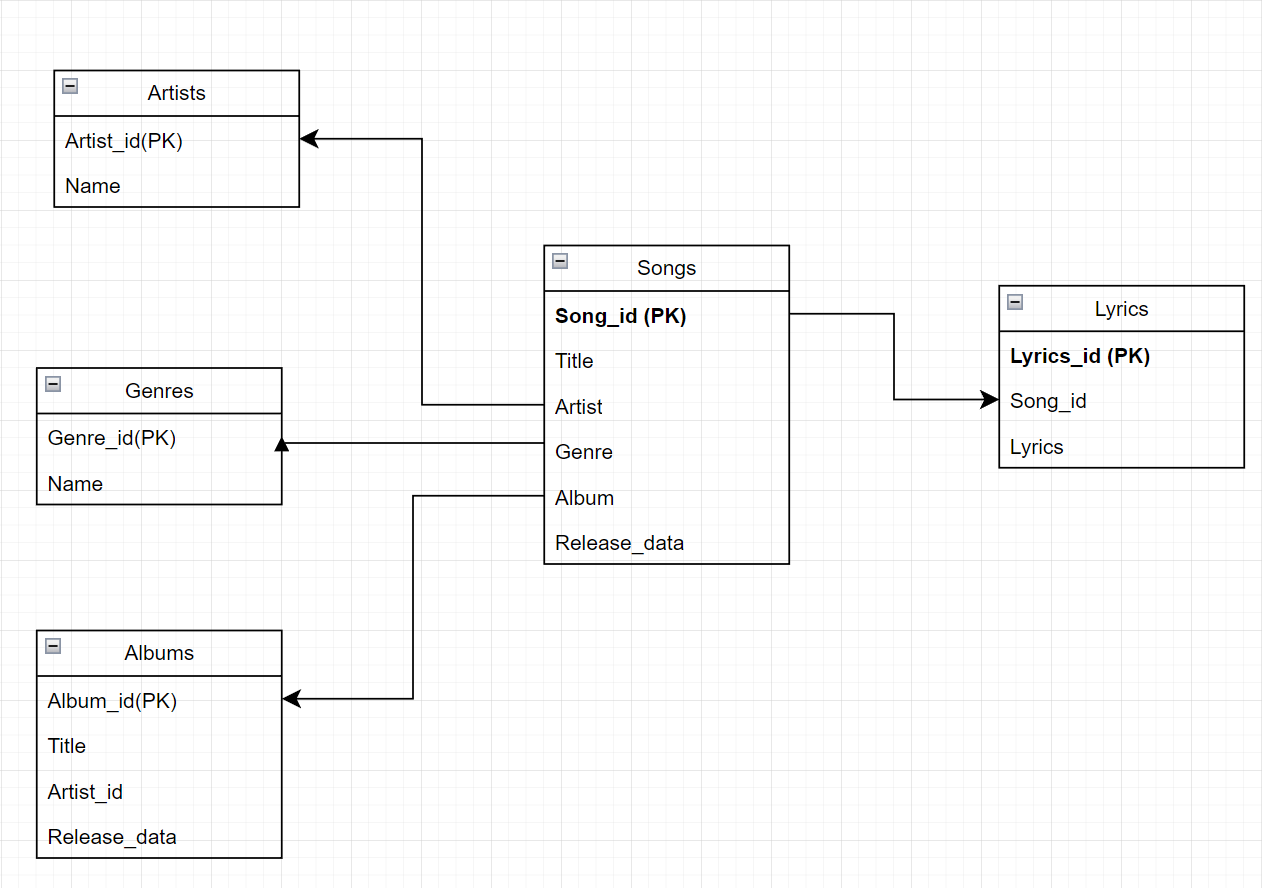 Artists
Artist_id(PK)
Name
Genres
Genre_id(PK)
Name
Albums
Album_id(PK)
Title
Artist_id
Release_data
Songs
Song_id (PK)
Title
Artist
Genre
Album
Release_data
Lyrics
Lyrics_id (PK)
Song_id
Lyrics